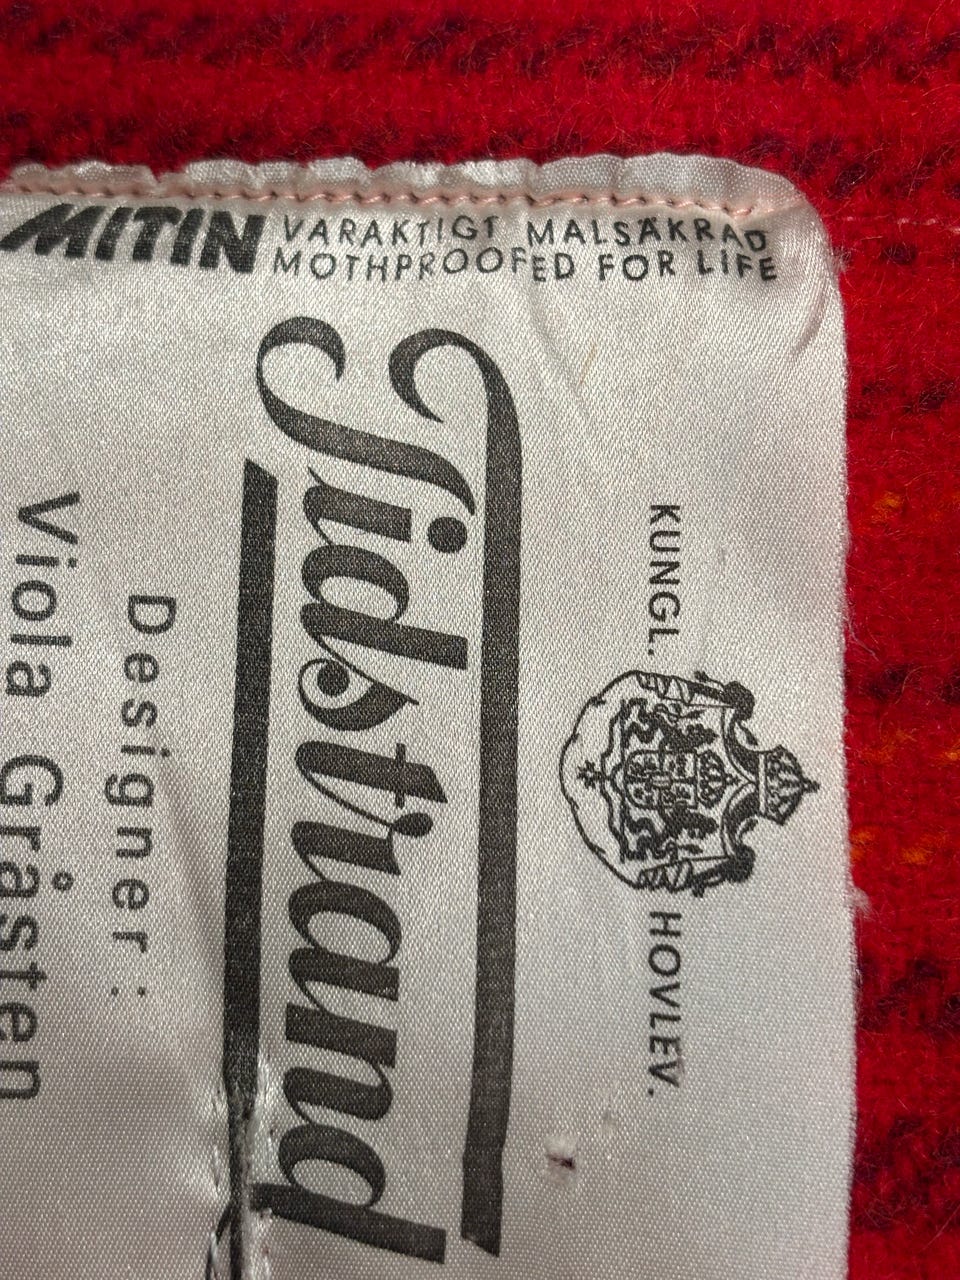 MITIN VARAKTIGT MALSÄKRAD
MOTHPROOFED FOR LIFE
KUNGL. HOVLEV.
Tidstrand
Designer:
Viola Gråsten